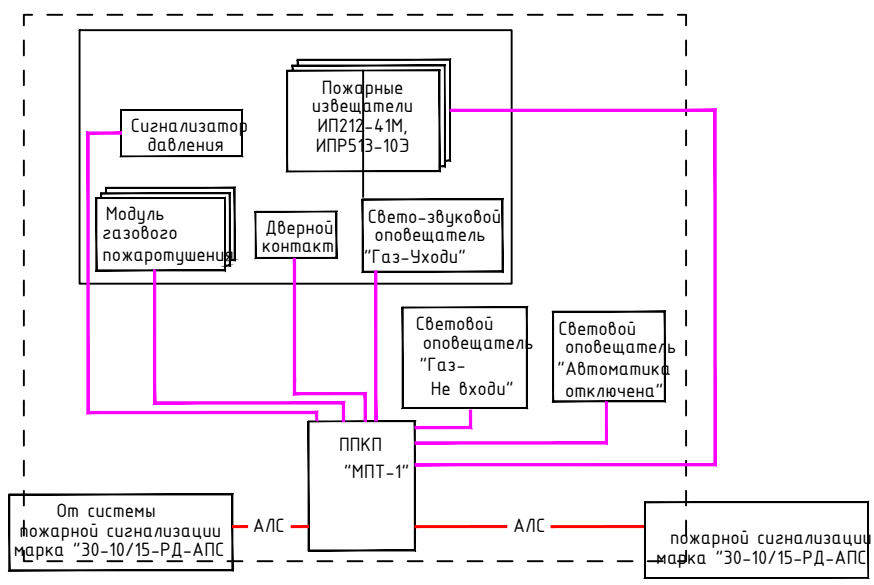 Пожарные
извещатели
ИП212-41М,
ИПР513-10Э
Сигнализатор
давления
Модуль
газового
пожаротушения
Дверной
контакт
Свето-звуковой
оповещатель
"Газ-Уходи"
Световой
оповещатель
"Газ-
Не входи"
Световой
оповещатель
"Автоматика
отключена"
ППКП
"МПТ-1"
От системы
пожарной сигнализации
марка "30-10/15-РД-АПС
АЛС
АЛС
пожарной сигнализации
марка "30-10/15-РД-АПС